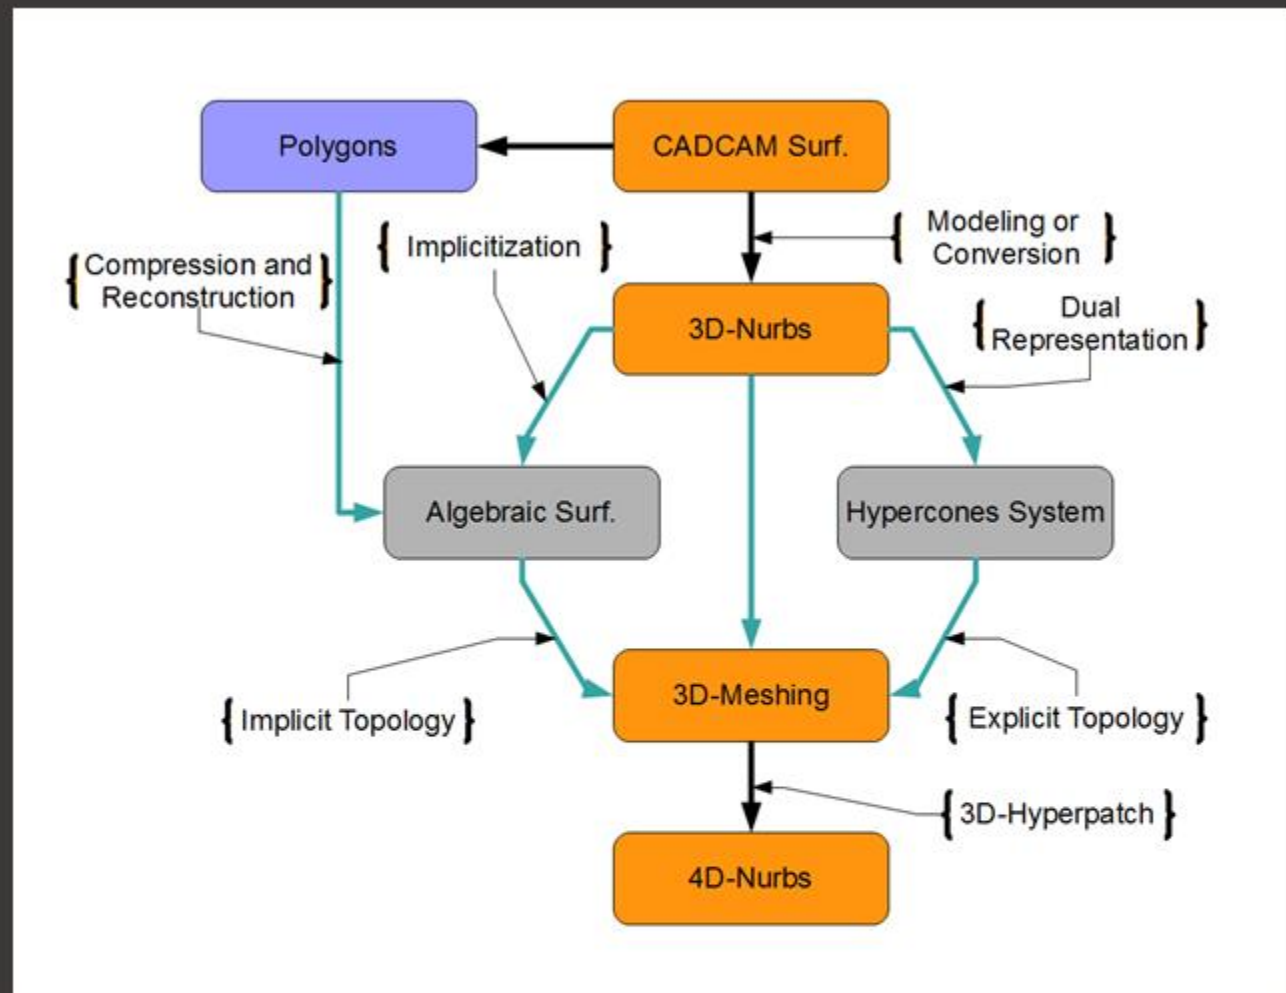 Polygons
CADCAM Surf.
Modeling or
Conversion
Implicitization
Compression and
Reconstruction
3D-Nurbs
Dual
Representation
Algebraic Surf.
Hypercones System
3D-Meshing
Implicit Topology
Explicit Topology
3D-Hyperpatch
4D-Nurbs